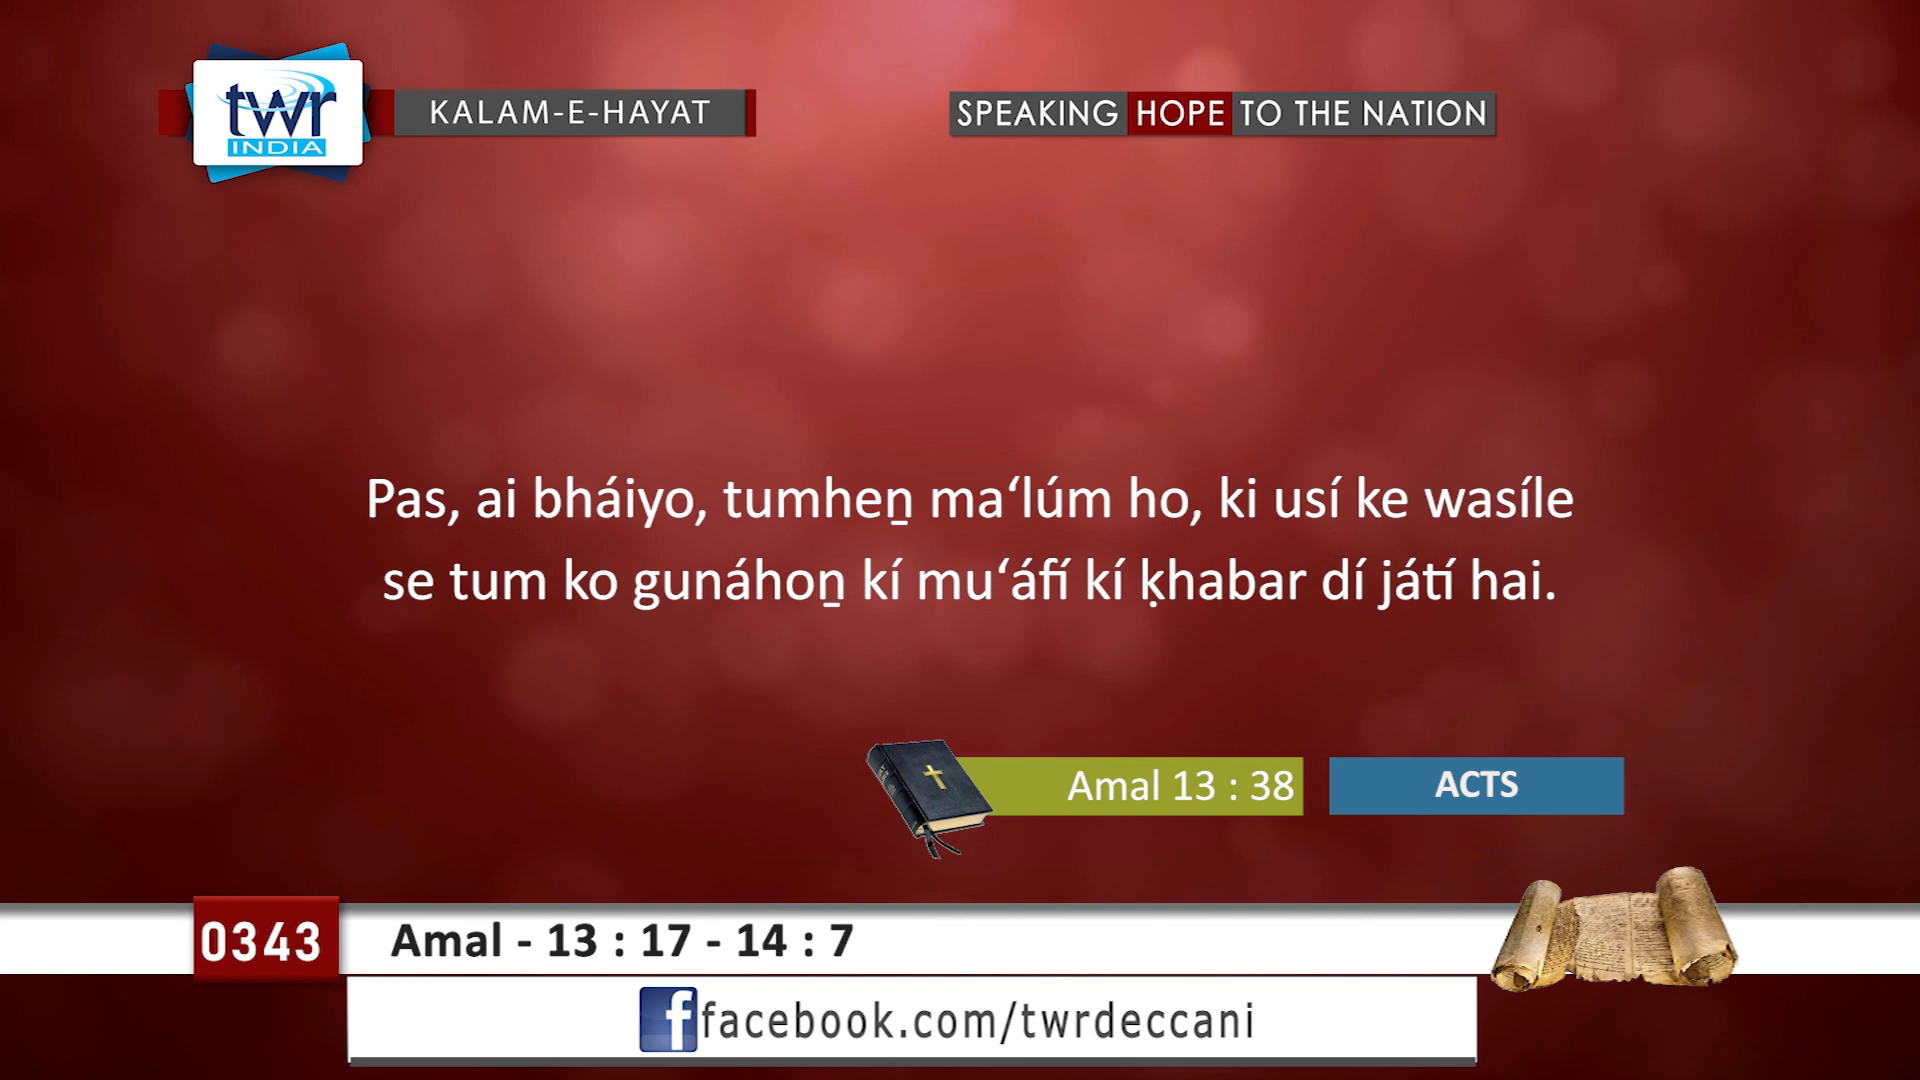 twr
INDIA
KALAM-E-HAYAT
SPEAKING HOPE TO THE NATION
Pas, ai bháiyo, tumheṉ ma‘lúm ho, ki usí ke wasíle
se tum ko gunáhoṉ kí mu‘áfí kí ḳhabar dí játí hai.
Amal 13 : 38
ACTS
0343
Amal - 13 : 17 - 14 : 7
facebook.com/twrdeccani